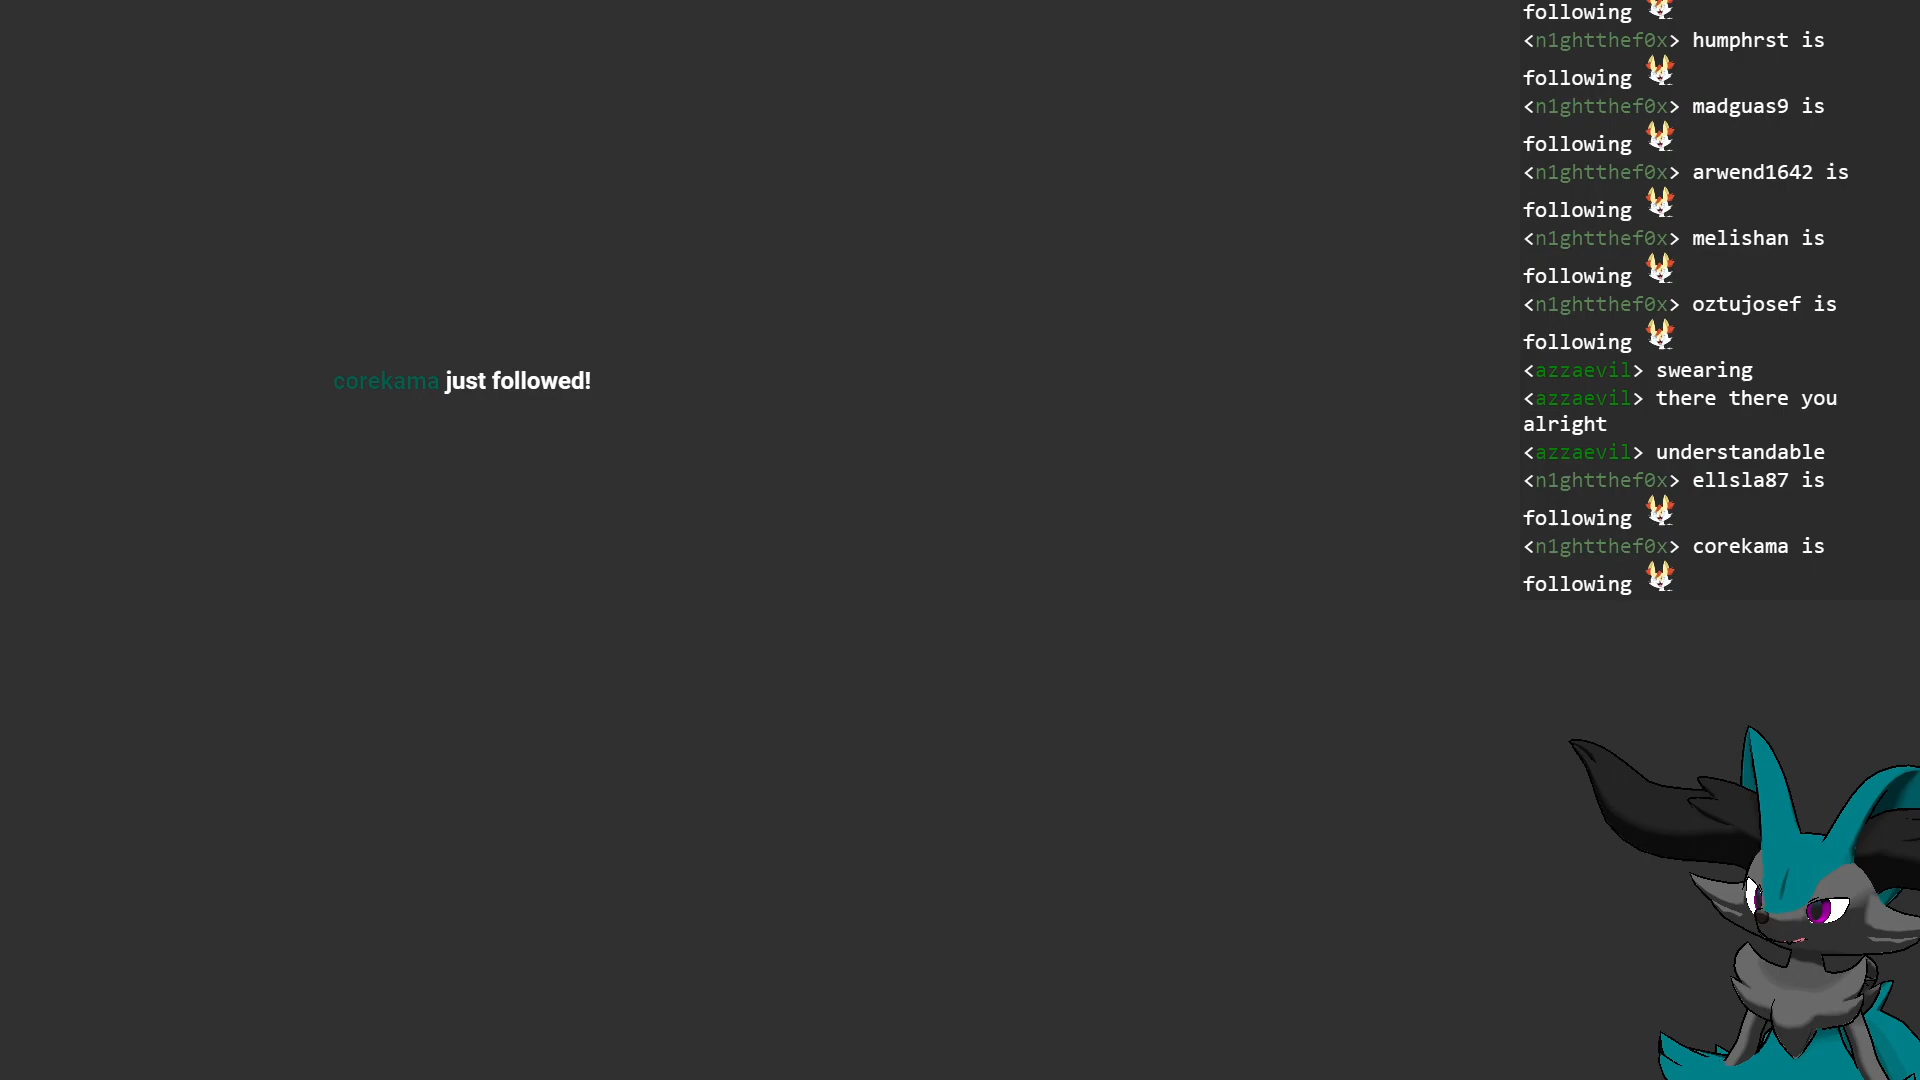 following
<n1ghtthef0x> humphrst is
following
<n1ghtthef0x> madguas9 is
following
<n1ghtthef0x> arwend1642 is
following
<n1ghtthef0x> melishan is
following
<n1ghtthef0x> oztujosef is
following
<azzaevil> swearing
<azzaevil> there there you
alright
<azzaevil> understandable
<n1ghtthef0x> ellsla87 is
following
<n1ghtthef0x> corekama is
following
corekama just followed!